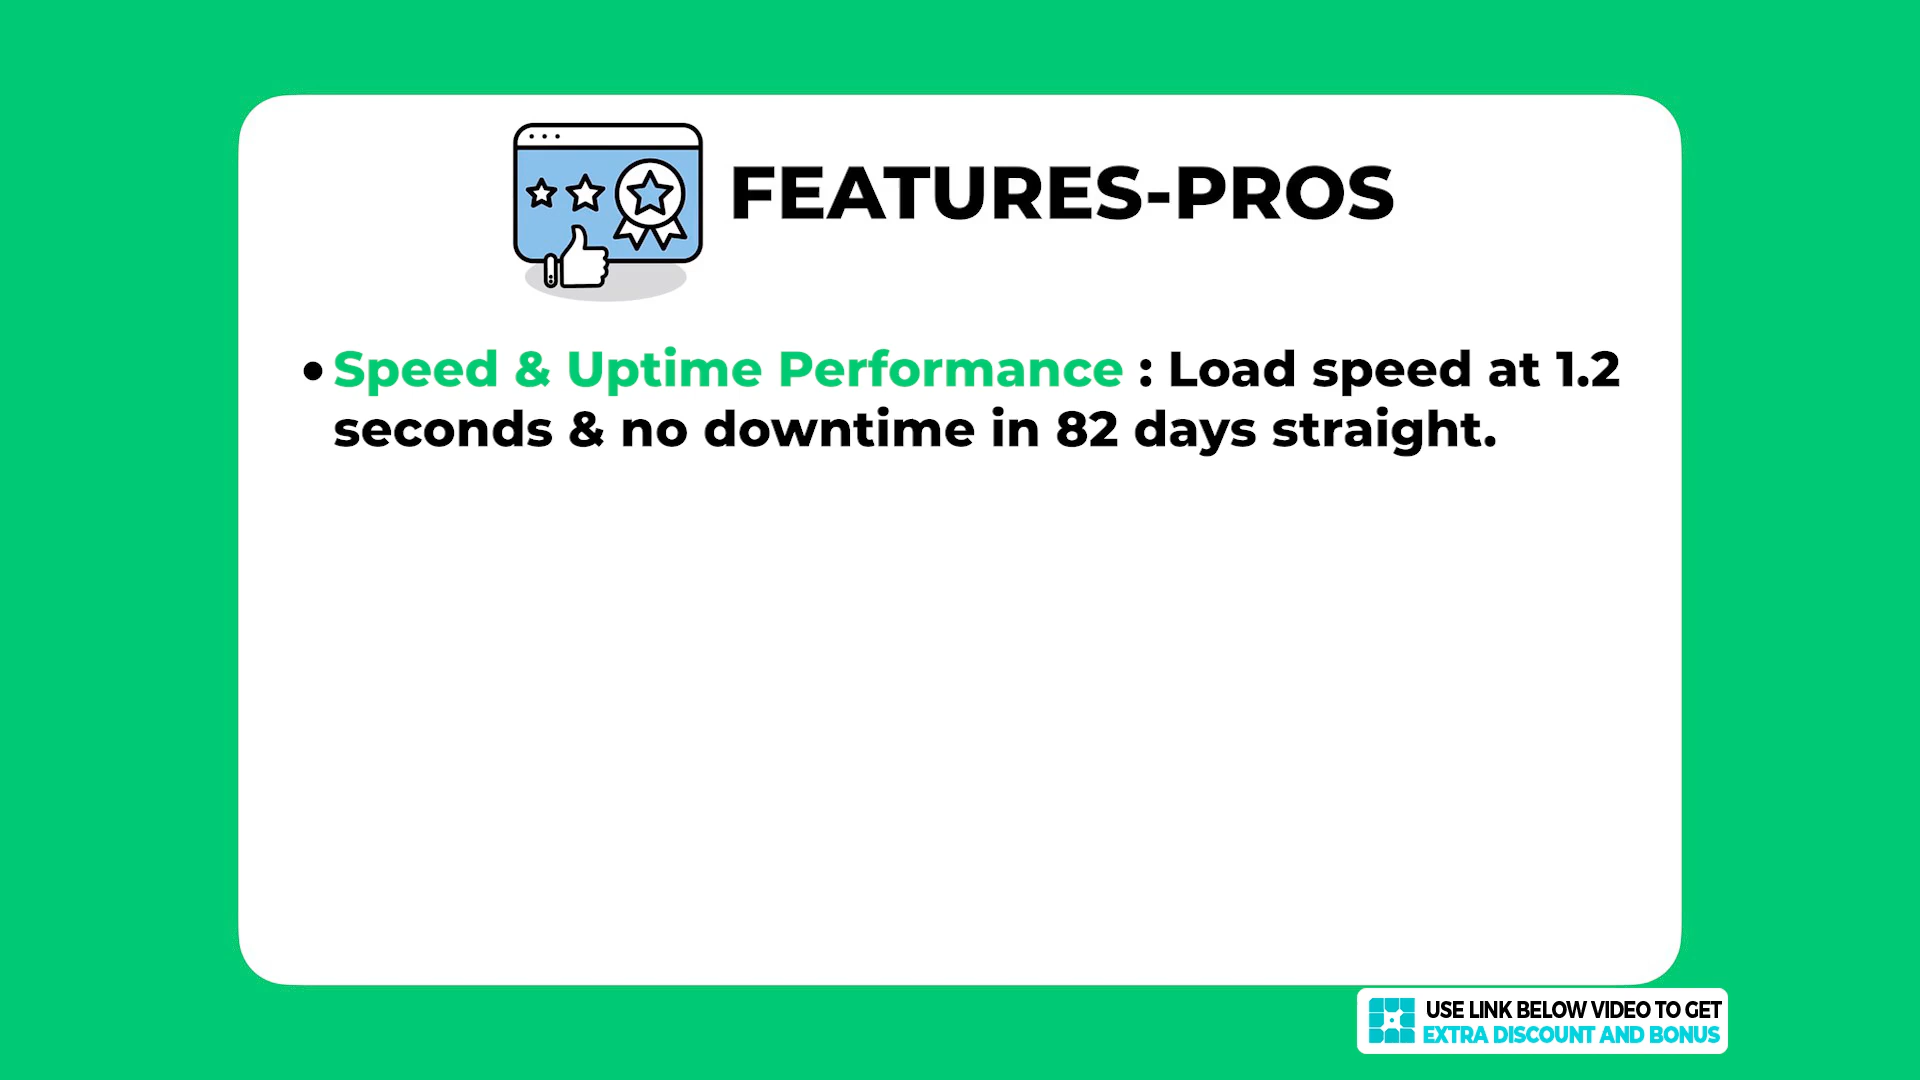 FEATURES-PROS
• Speed & Uptime Performance : Load speed at 1.2
seconds & no downtime in 82 days straight.
USE LINK BELOW VIDEO TO GET
EXTRA DISCOUNT AND BONUS